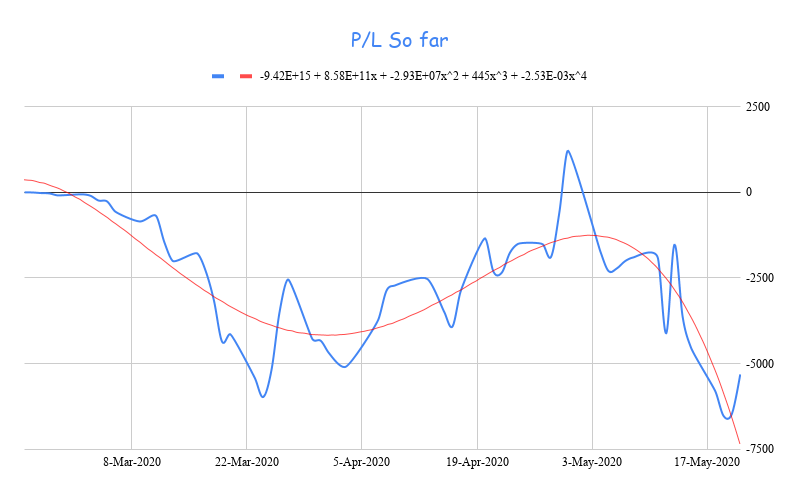 P/L So far
-9.42E+15 + 8.58E+11x + -2.93E+07x^2 + 445x^3 + -2.53E-03x^4
2500
0
-2500
-5000
-7500
8-Mar-2020 22-Mar-2020 5-Apr-2020 19-Apr-2020 3-May-2020 17-May-2020